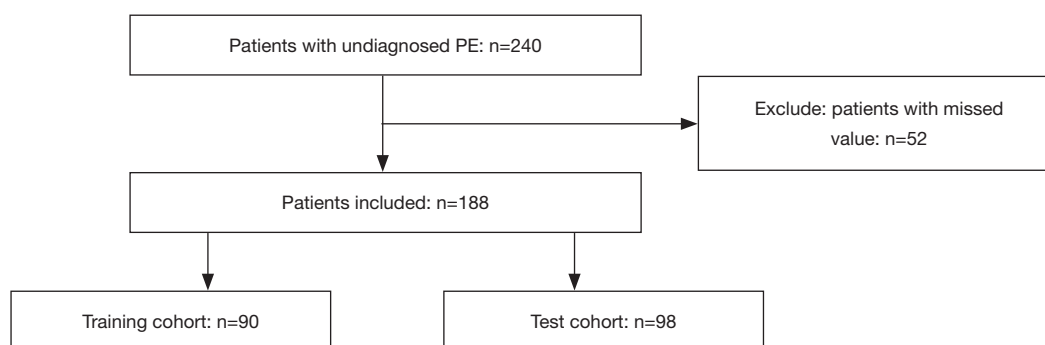 Patients with undiagnosed PE: n=240
Exclude: patients with missed
value: n=52
Patients included: n=188
Training cohort: n=90
Test cohort: n=98